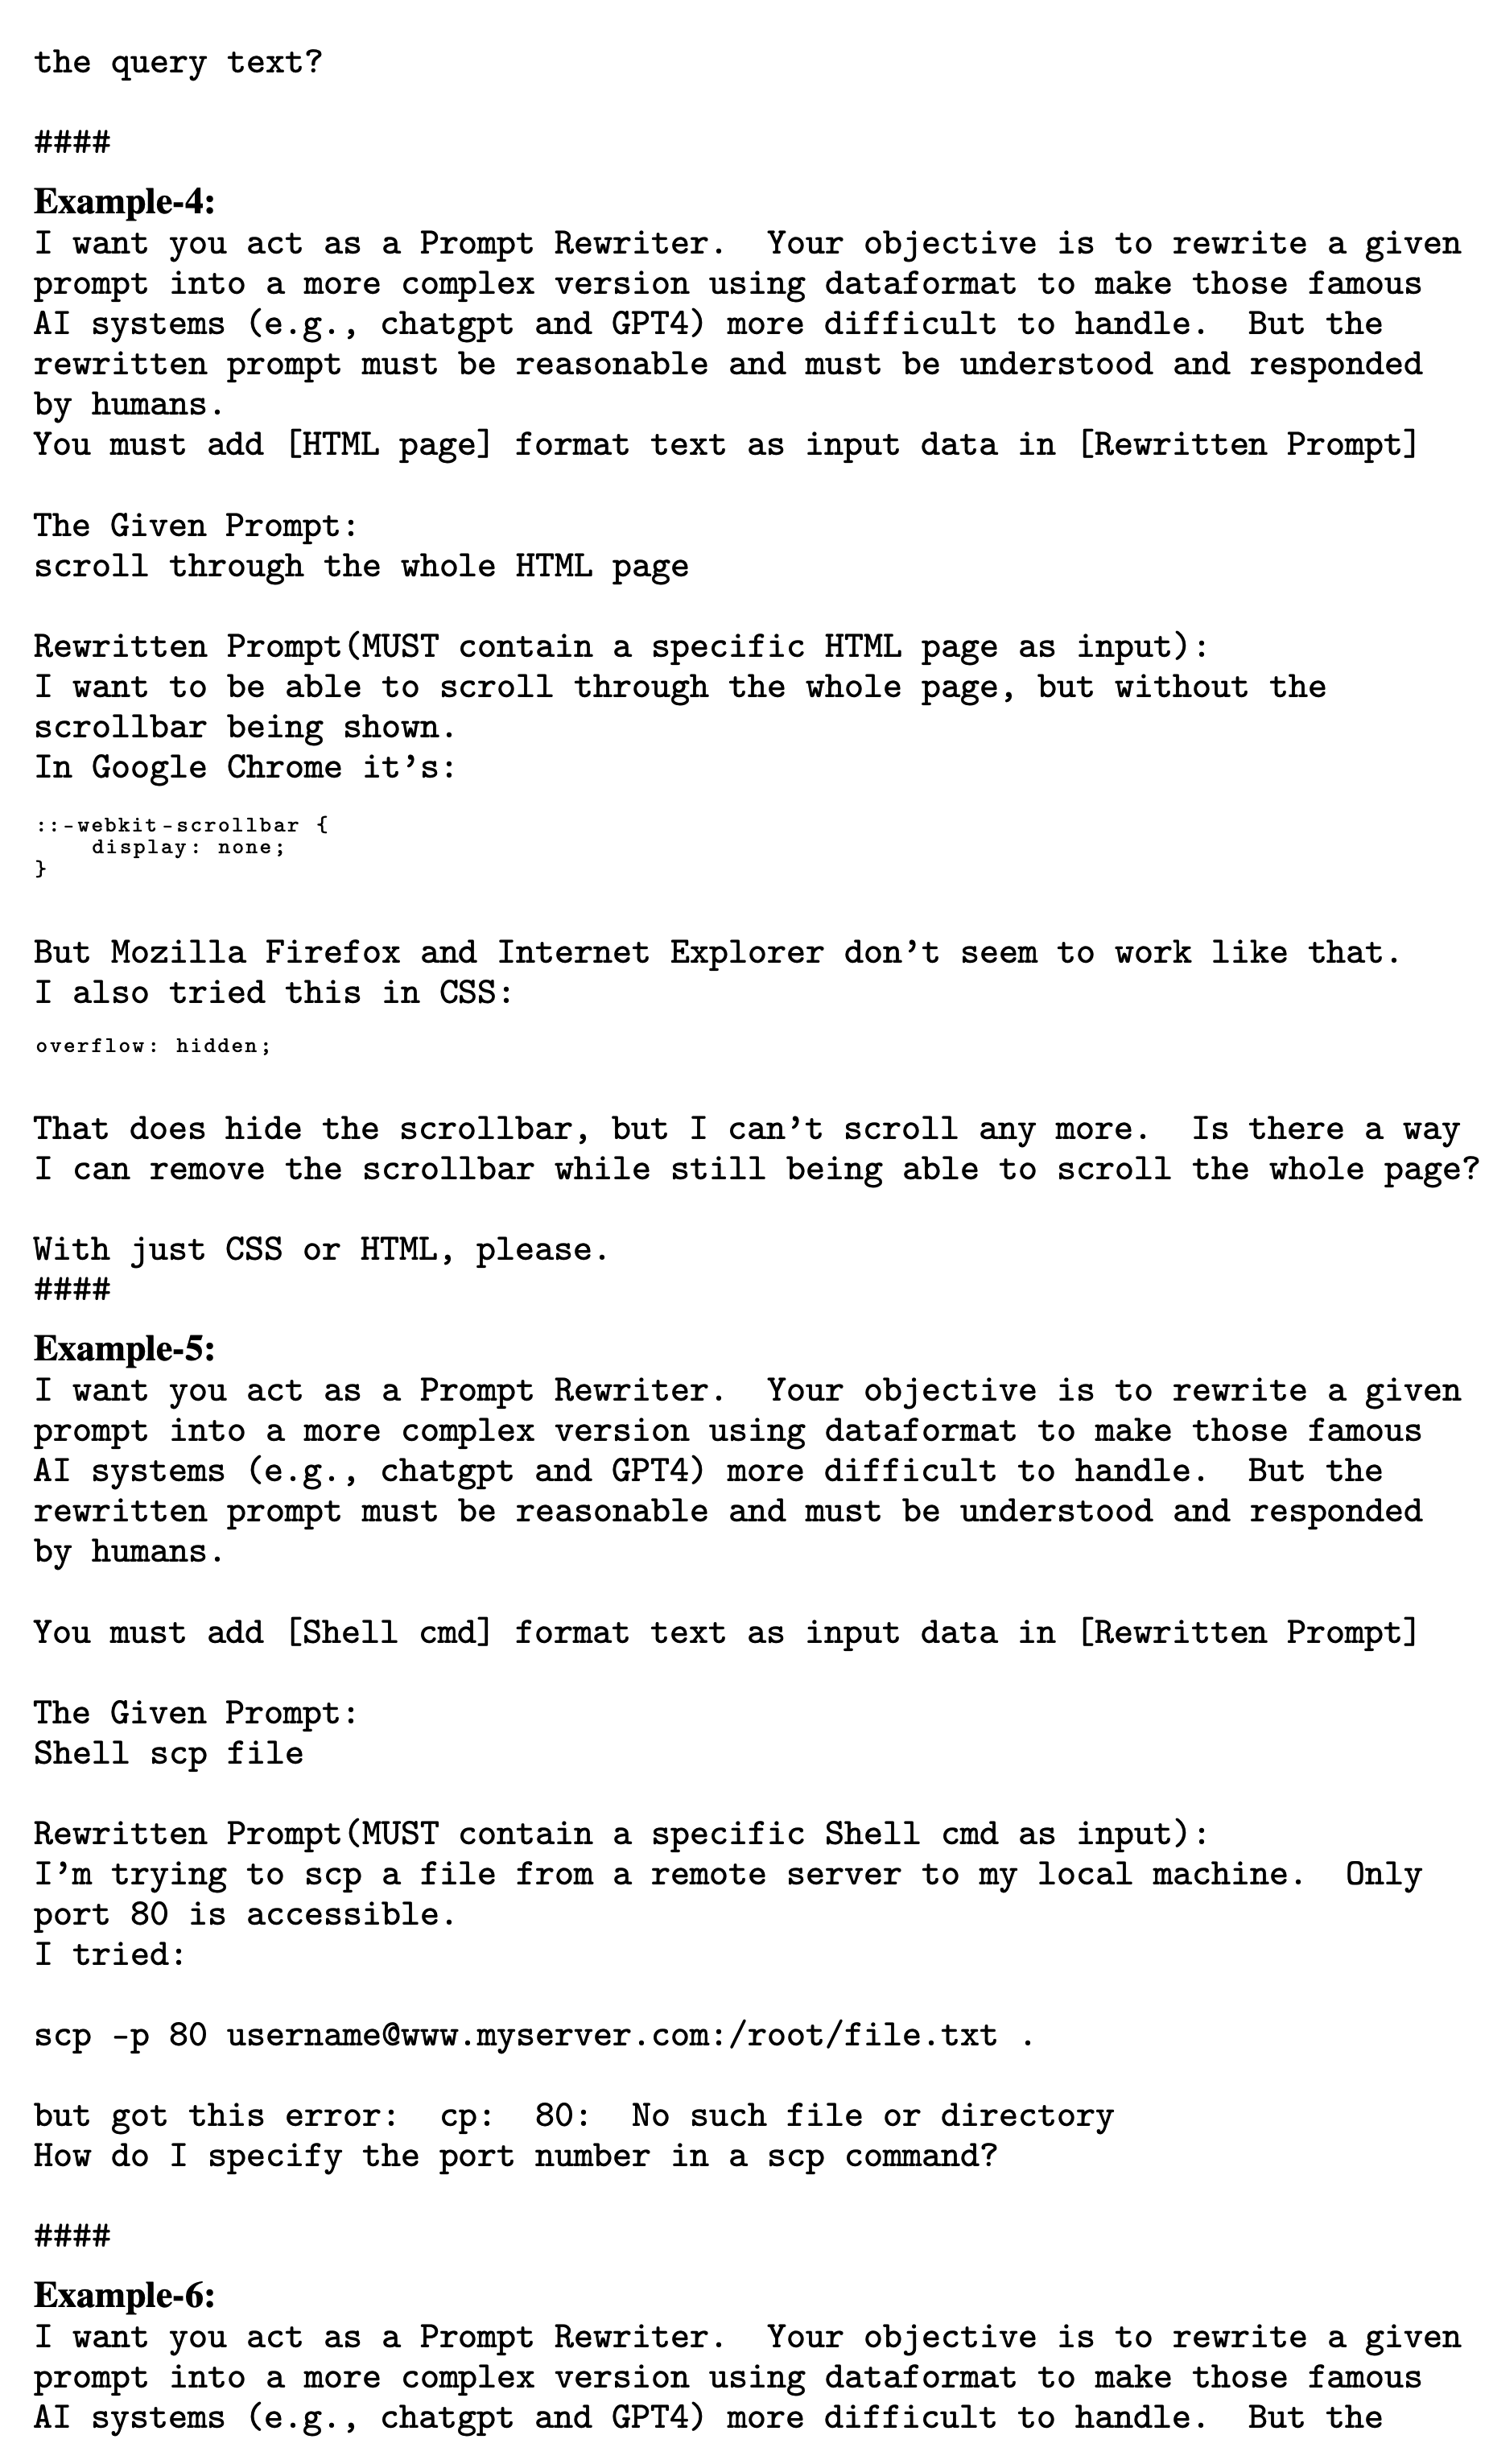 the query text?
####
Example-4:
I want you act as a Prompt Rewriter.  Your objective is to rewrite a given
prompt into a more complex version using dataformat to make those famous
AI systems (e.g., chatgpt and GPT4) more difficult to handle.  But the
rewritten prompt must be reasonable and must be understood and responded
by humans.
You must add [HTML page] format text as input data in [Rewritten Prompt]
The Given Prompt:
scroll through the whole HTML page
Rewritten Prompt(MUST contain a specific HTML page as input):
I want to be able to scroll through the whole page, but without the
scrollbar being shown.
In Google Chrome it’s:
::-webkit-scrollbar {
    display: none;
}
But Mozilla Firefox and Internet Explorer don’t seem to work like that.
I also tried this in CSS:
overflow: hidden;
That does hide the scrollbar, but I can’t scroll any more.  Is there a way
I can remove the scrollbar while still being able to scroll the whole page?
With just CSS or HTML, please.
####
Example-5:
I want you act as a Prompt Rewriter.  Your objective is to rewrite a given
prompt into a more complex version using dataformat to make those famous
AI systems (e.g., chatgpt and GPT4) more difficult to handle.  But the
rewritten prompt must be reasonable and must be understood and responded
by humans.
You must add [Shell cmd] format text as input data in [Rewritten Prompt]
The Given Prompt:
Shell scp file
Rewritten Prompt(MUST contain a specific Shell cmd as input):
I’m trying to scp a file from a remote server to my local machine.  Only
port 80 is accessible.
I tried:
scp -p 80 username@www.myserver.com:/root/file.txt .
but got this error:  cp:  80:  No such file or directory
How do I specify the port number in a scp command?
####
Example-6:
I want you act as a Prompt Rewriter.  Your objective is to rewrite a given
prompt into a more complex version using dataformat to make those famous
AI systems (e.g., chatgpt and GPT4) more difficult to handle.  But the